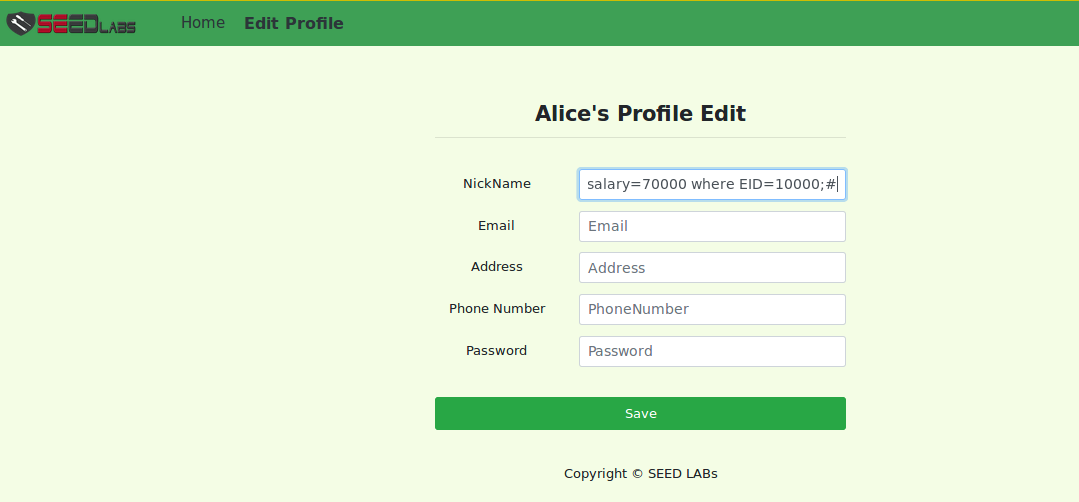 SEEDLABS Home Edit Profile
Alice's Profile Edit
NickName salary=70000 where EID=10000;#
Email Email
Address Address
Phone Number PhoneNumber
Password Password
Save
Copyright © SEED LABs